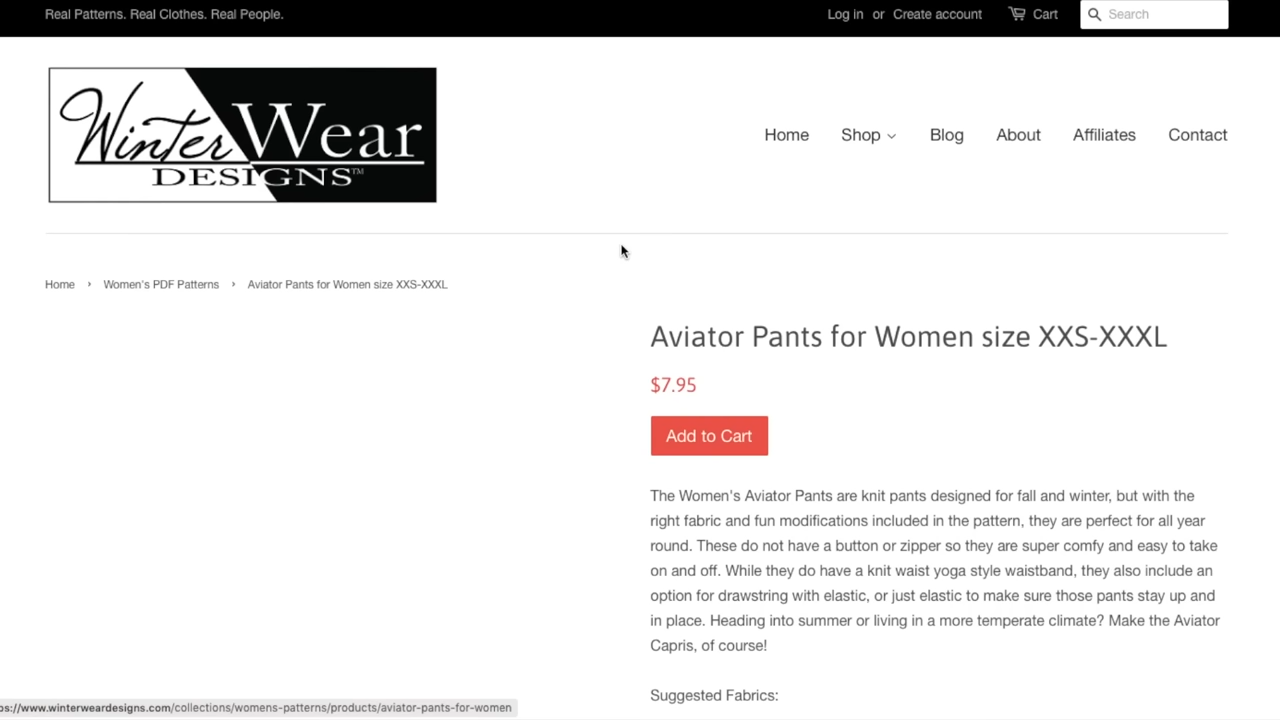 Real Patterns. Real Clothes. Real People.
Log in or Create account Cart Search
Winter Wear
DESIGNS™
Home Shop Blog About Affiliates Contact
Home › Women's PDF Patterns › Aviator Pants for Women size XXS-XXXL
Aviator Pants for Women size XXS-XXXL
$7.95
Add to Cart
The Women's Aviator Pants are knit pants designed for fall and winter, but with the
right fabric and fun modifications included in the pattern, they are perfect for all year
round. These do not have a button or zipper so they are super comfy and easy to take
on and off. While they do have a knit waist yoga style waistband, they also include an
option for drawstring with elastic, or just elastic to make sure those pants stay up and
in place. Heading into summer or living in a more temperate climate? Make the Aviator
Capris, of course!
Suggested Fabrics:
ps://www.winterweardesigns.com/collections/womens-patterns/products/aviator-pants-for-women